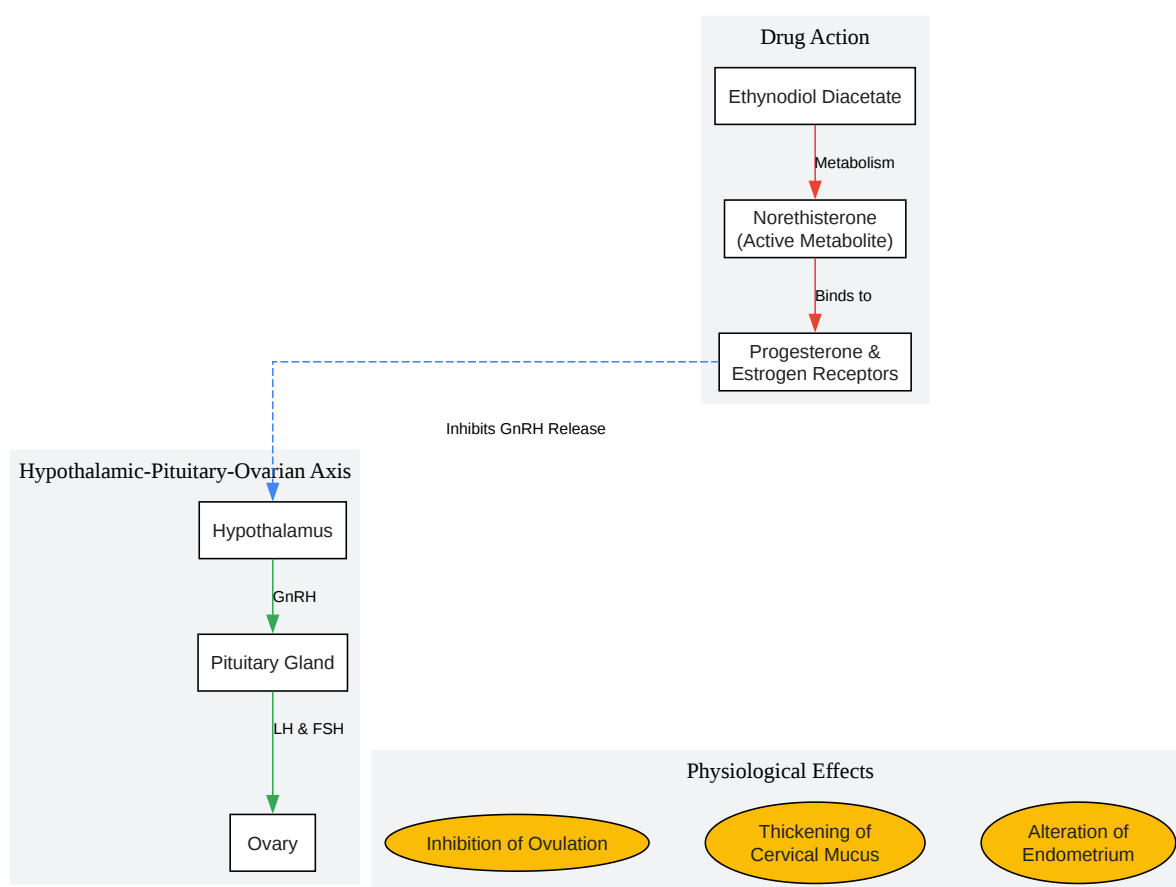 Drug Action
Ethynodiol Diacetate
Metabolism
Norethisterone
(Active Metabolite)
Binds to
Progesterone &
Estrogen Receptors
Inhibits GnRH Release
Hypothalamic-Pituitary-Ovarian Axis
Hypothalamus
GnRH
Pituitary Gland
LH & FSH
Ovary
Physiological Effects
Inhibition of Ovulation
Thickening of
Cervical Mucus
Alteration of
Endometrium